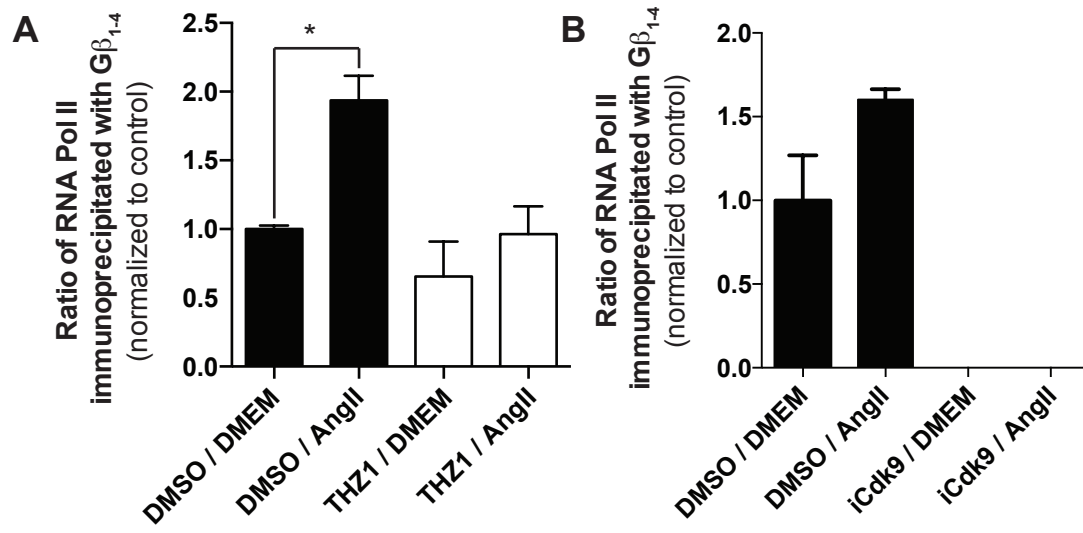 A
Ratio of RNA Pol II
immunoprecipitated with Gβ1-4
(normalized to control)
2.5
2.0
1.5
1.0
0.5
0.0
*
DMSO / DMEM
DMSO / AngII
THZ1 / DMEM
THZ1 / AngII
B
Ratio of RNA Pol II
immunoprecipitated with Gβ1-4
(normalized to control)
2.0
1.5
1.0
0.5
0.0
DMSO / DMEM
DMSO / AngII
iCdk9 / DMEM
iCdk9 / AngII